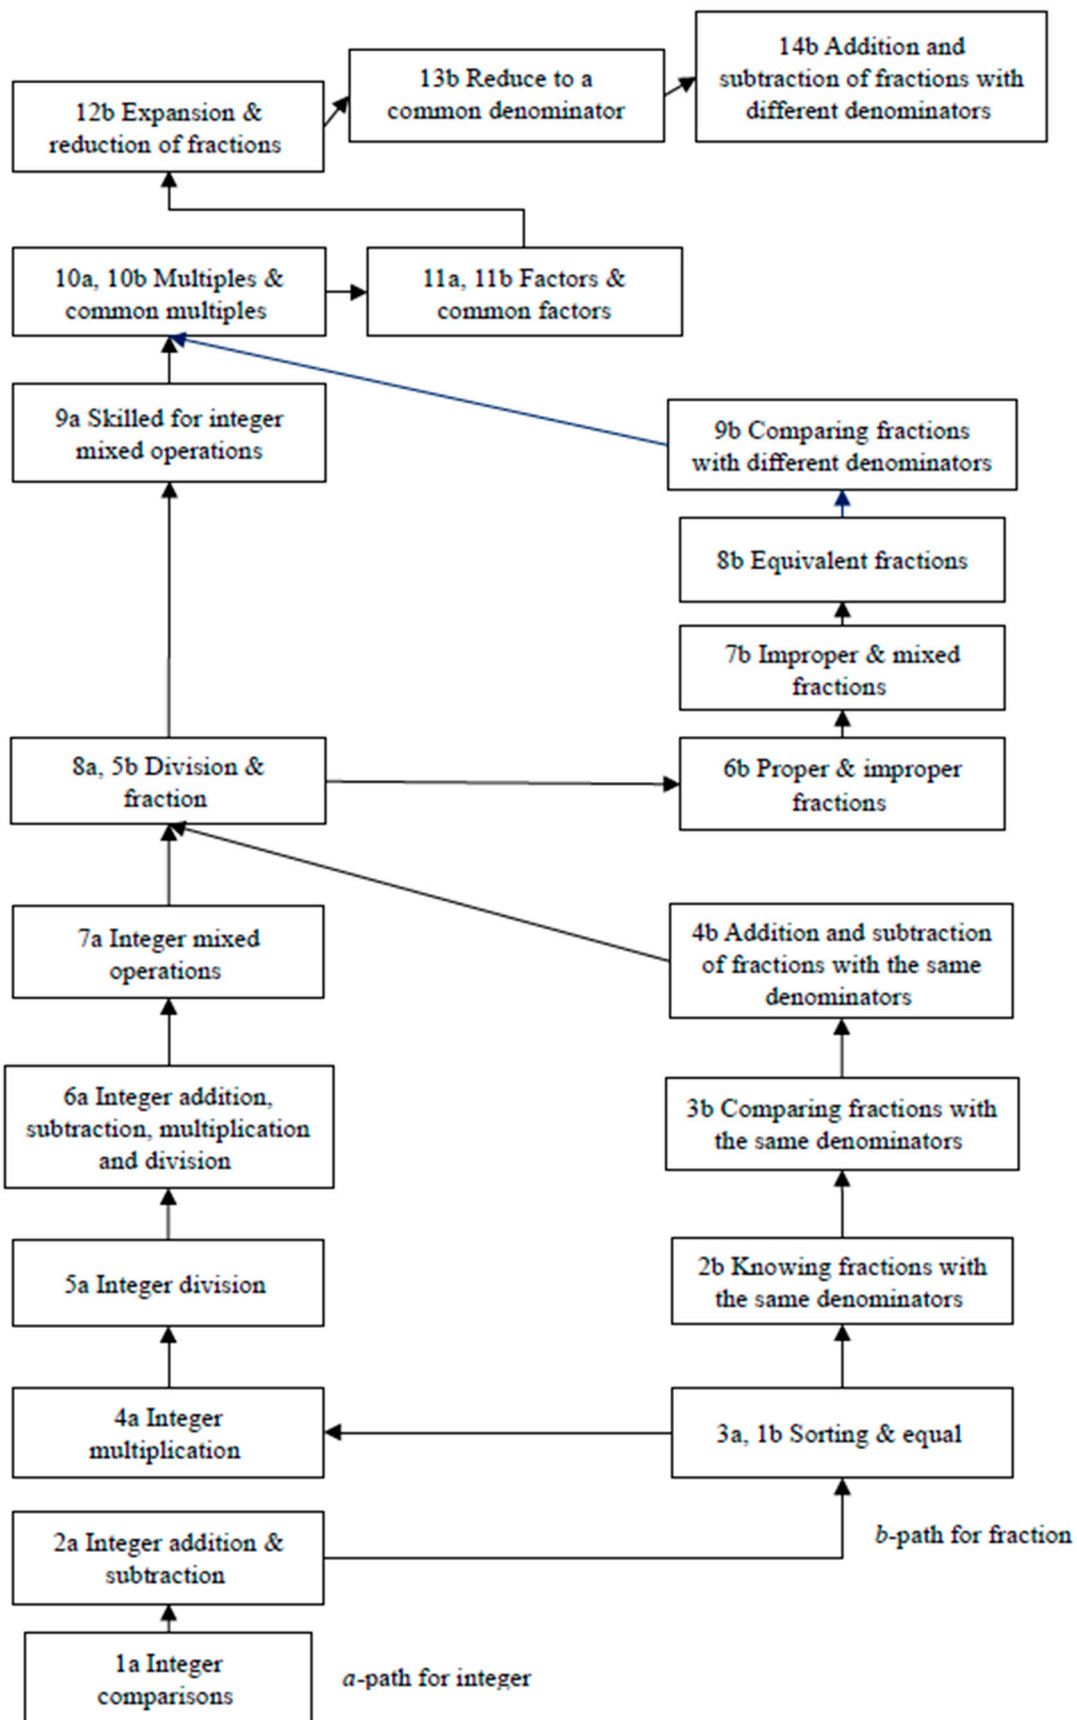 14b Addition and
subtraction of fractions with
different denominators
13b Reduce to a
common denominator
12b Expansion &
reduction of fractions
10a, 10b Multiples &
common multiples
11a, 11b Factors &
common factors
9a Skilled for integer
mixed operations
9b Comparing fractions
with different denominators
8b Equivalent fractions
7b Improper & mixed
fractions
8a, 5b Division &
fraction
6b Proper & improper
fractions
7a Integer mixed
operations
4b Addition and subtraction
of fractions with the same
denominators
6a Integer addition,
subtraction, multiplication
and division
3b Comparing fractions with
the same denominators
5a Integer division
2b Knowing fractions with
the same denominators
4a Integer
multiplication
3a, 1b Sorting & equal
2a Integer addition &
subtraction
b-path for fraction
1a Integer
comparisons
a-path for integer